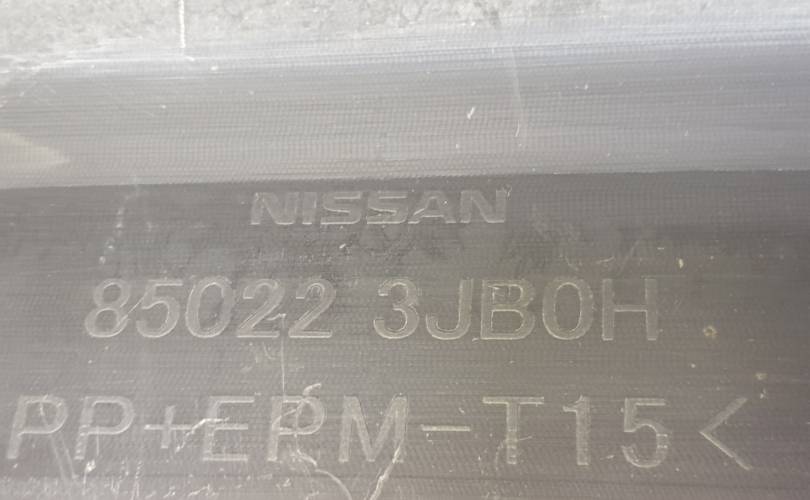 NISSAN
85022 3JB0H
PP+EPM-T15<